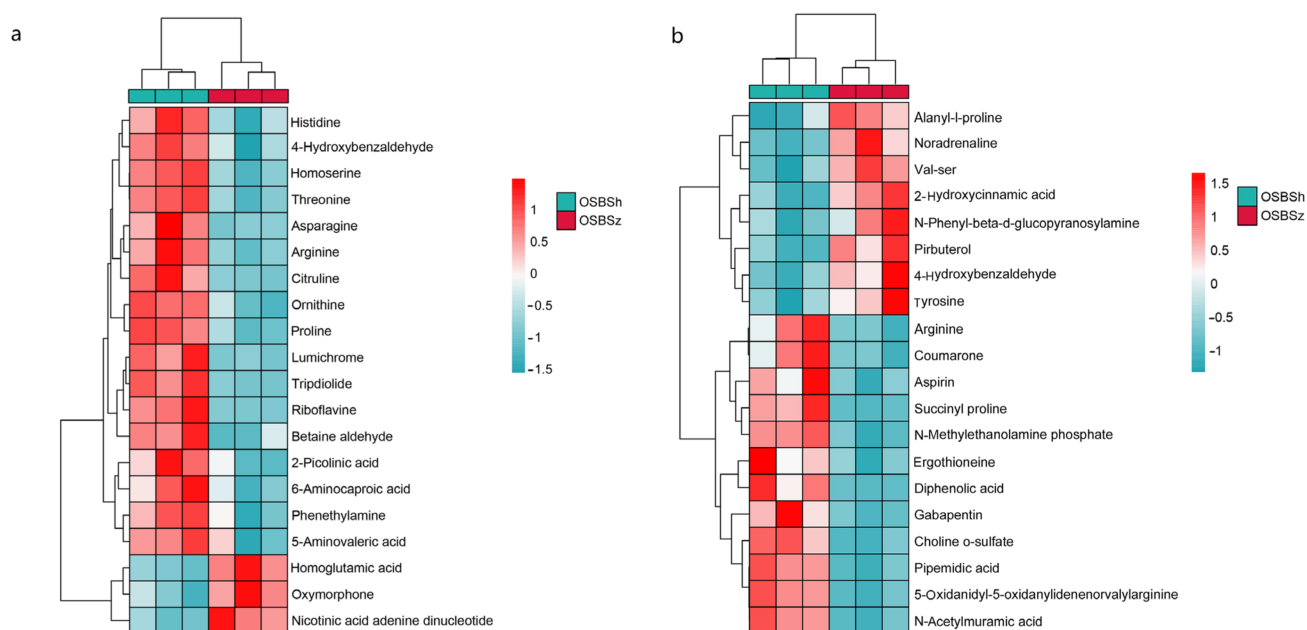 a
Histidine
4-Hydroxybenzaldehyde
Homoserine
Threonine
Asparagine
Arginine
Citruline
Ornithine
Proline
Lumichrome
Tripdiolide
Riboflavine
Betaine aldehyde
2-Picolinic acid
6-Aminocaproic acid
Phenethylamine
5-Aminovaleric acid
Homoglutamic acid
Oxymorphone
Nicotinic acid adenine dinucleotide
1
0.5
0
−0.5
−1
−1.5
OSBSh
OSBSz
b
Alanyl-l-proline
Noradrenaline
Val-ser
2-Hydroxycinnamic acid
N-Phenyl-beta-d-glucopyranosylamine
Pirbuterol
4-Hydroxybenzaldehyde
Tyrosine
Arginine
Coumarone
Aspirin
Succinyl proline
N-Methylethanolamine phosphate
Ergothioneine
Diphenolic acid
Gabapentin
Choline o-sulfate
Pipemidic acid
5-Oxidanidyl-5-oxidanylidenenorvalylarginine
N-Acetylmuramic acid
1.5
1
0.5
0
−0.5
−1
OSBSh
OSBSz